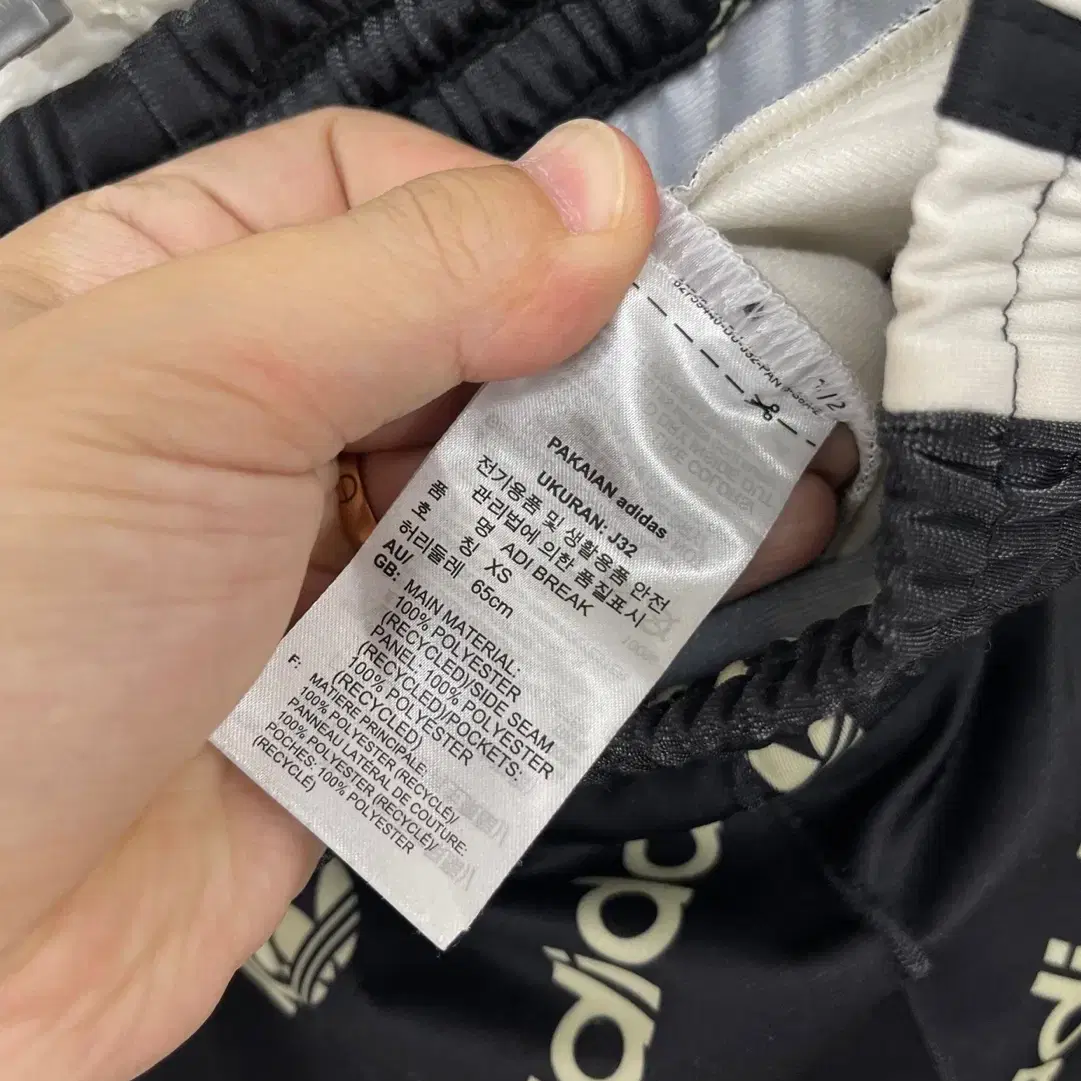 PAKAIAN adidas
UKURAN: J32
전기용품 및 생활용품 안전
관리법에 의한 품질표시
품 명 ADI BREAK
호 칭 XS
허리둘레 65cm
AU/
GB: MAIN MATERIAL:
100% POLYESTER
(RECYCLED)/SIDE SEAM
PANEL: 100% POLYESTER
(RECYCLED)/POCKETS:
100% POLYESTER
(RECYCLED)
F: MATIERE PRINCIPALE:
100% POLYESTER (RECYCLÉ)/
PANNEAU LATERAL DE COUTURE:
100% POLYESTER (RECYCLÉ)/
POCHES: 100% POLYESTER
(RECYCLÉ)
adidas